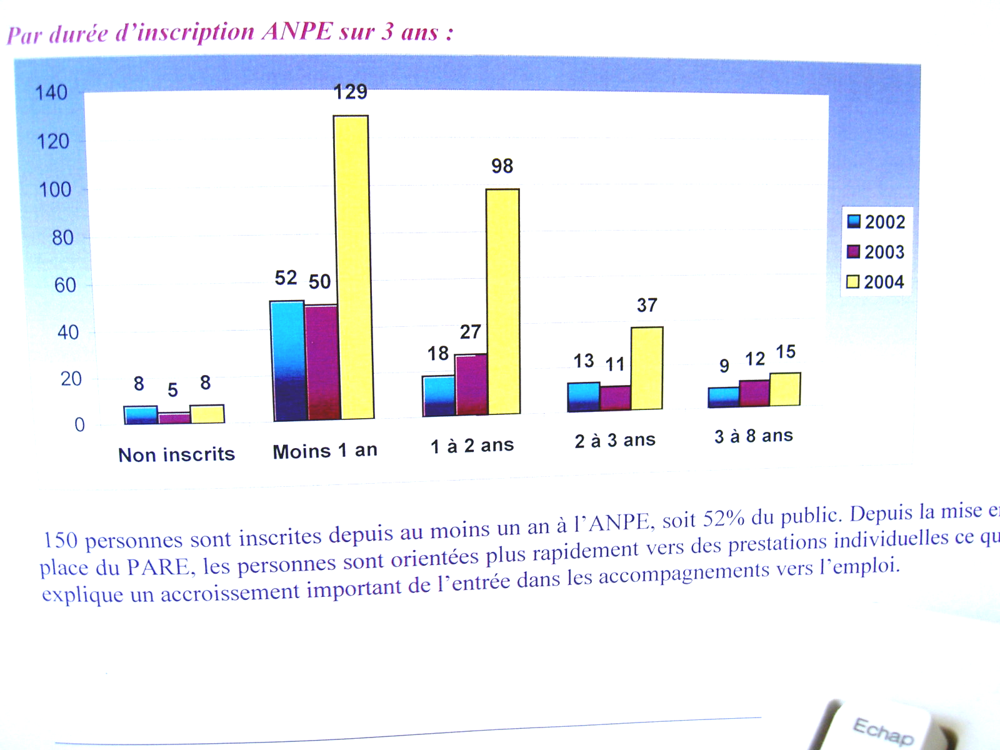 Par durée d'inscription ANPE sur 3 ans :
140
120
100
80
60
40
20
0
8
5
8
52
50
129
18
27
98
13
11
37
9
12
15
Non inscrits
Moins 1 an
1 à 2 ans
2 à 3 ans
3 à 8 ans
2002
2003
2004
150 personnes sont inscrites depuis au moins un an à l'ANPE, soit 52% du public. Depuis la mise
place du PARE, les personnes sont orientées plus rapidement vers des prestations individuelles ce
explique un accroissement important de l'entrée dans les accompagnements vers l'emploi.
Echap